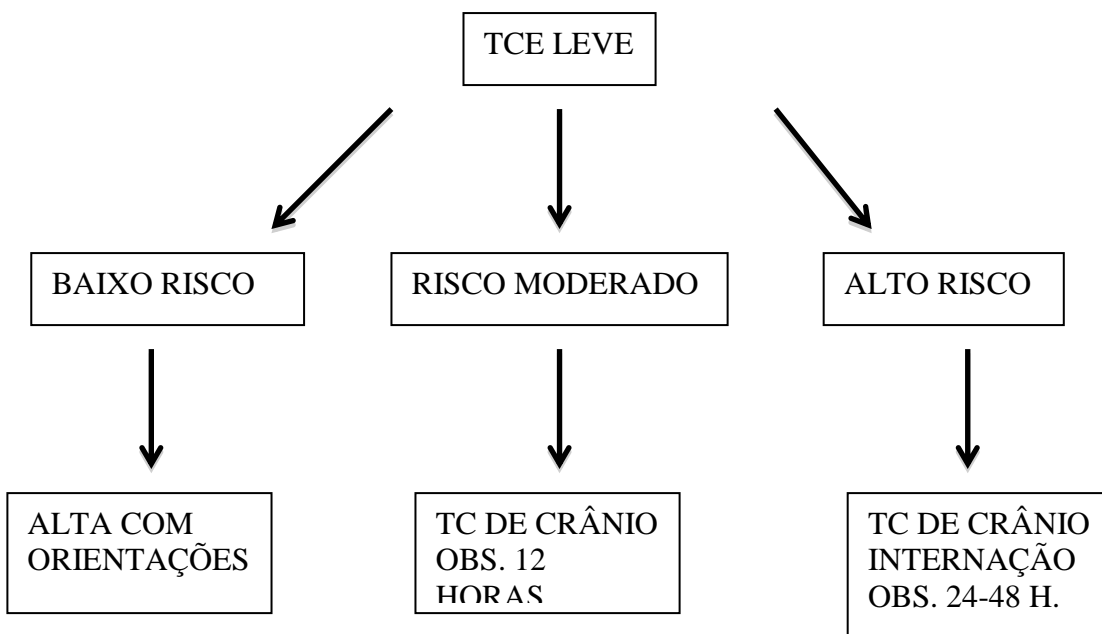 TCE LEVE
BAIXO RISCO
RISCO MODERADO
ALTO RISCO
ALTA COM
ORIENTAÇÕES
TC DE CRÂNIO
OBS. 12
HORAS
TC DE CRÂNIO
INTERNAÇÃO
OBS. 24-48 H.